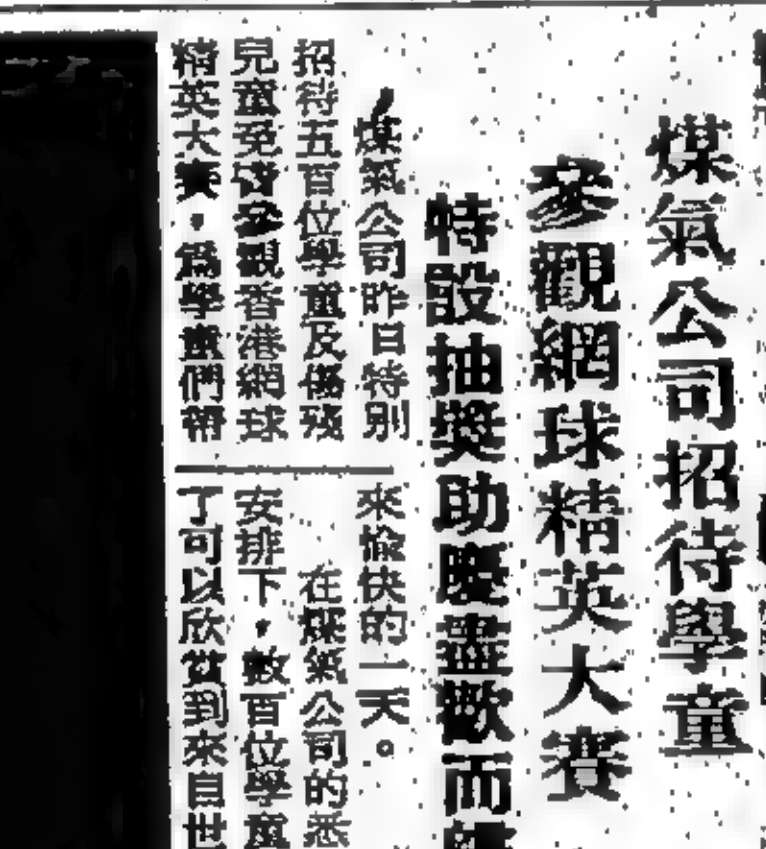 煤氣公司招待學童
參觀網球精英大賽
特設抽獎助慶盡歡而
煤氣公司昨日特別
招待五百位學童及傷殘
兒童免費參觀香港網球
精英大賽,爲學童們帶
來愉快的一天。
在煤氣公司的悉
安排下,數百位學童
了可以欣賞到來自世